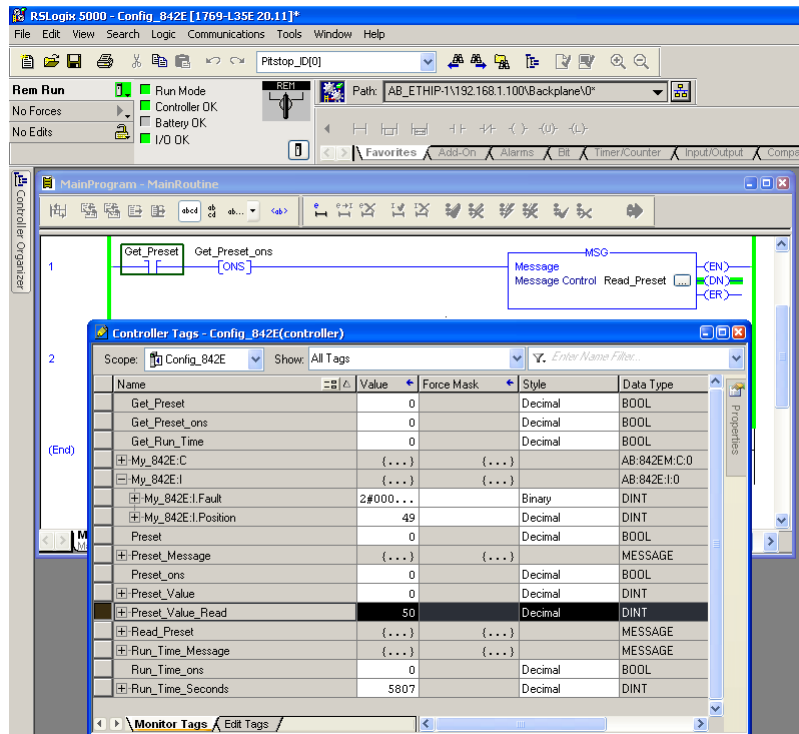 RSLogix 5000 - Config_842E [1769-L35E 20.11]*
File Edit View Search Logic Communications Tools Window Help
Pitstop_ID[0]
Rem Run
Run Mode
REM
Path: AB_ETHIP-1\192.168.1.100\Backplane\0*
No Forces
Controller OK
Battery OK
No Edits
I/O OK
Favorites Add-On Alarms Bit Timer/Counter Input/Output Compa
Controller Organizer
MainProgram - MainRoutine
abcd ab...
Get_Preset Get_Preset_ons MSG
1 ONS Message EN
Message Control Read_Preset ... DN
ER
Controller Tags - Config_842E(controller)
2
Scope: Config_842E Show: All Tags Enter Name Filter...
Name Value Force Mask Style Data Type
Get_Preset 0 Decimal BOOL
Properties
Get_Preset_ons 0 Decimal BOOL
Get_Run_Time 0 Decimal BOOL
(End)
+ My_842E:C {...} {...} AB:842EM:C:0
- My_842E:I {...} {...} AB:842E:I:0
+ My_842E:I.Fault 2#000... Binary DINT
+ My_842E:I.Position 49 Decimal DINT
Preset 0 Decimal BOOL
+ Preset_Message {...} {...} MESSAGE
Preset_ons 0 Decimal BOOL
+ Preset_Value 0 Decimal DINT
+ Preset_Value_Read 50 Decimal DINT
+ Read_Preset {...} {...} MESSAGE
+ Run_Time_Message {...} {...} MESSAGE
Run_Time_ons 0 Decimal BOOL
+ Run_Time_Seconds 5807 Decimal DINT
Monitor Tags Edit Tags